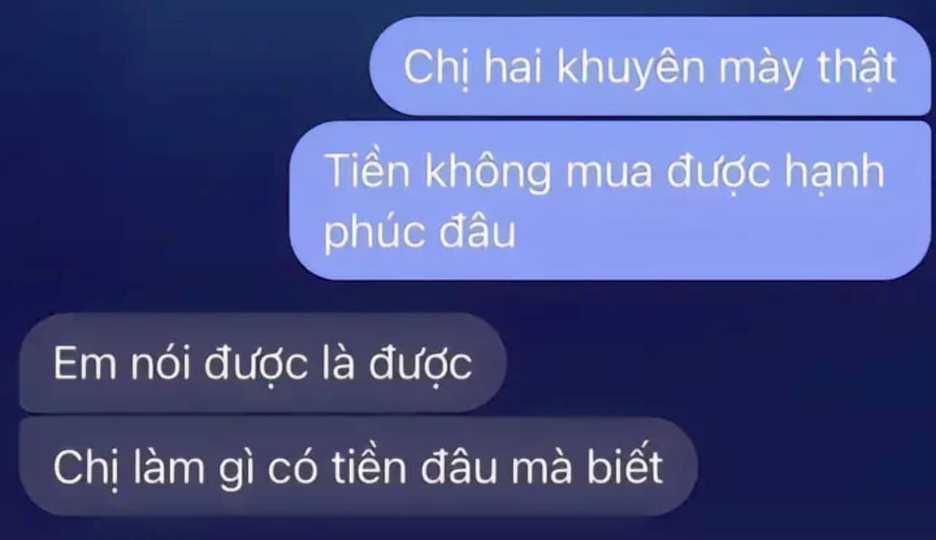 Chị hai khuyên mày thật
Tiền không mua được hạnh
phúc đâu
Em nói được là được
Chị làm gì có tiền đâu mà biết